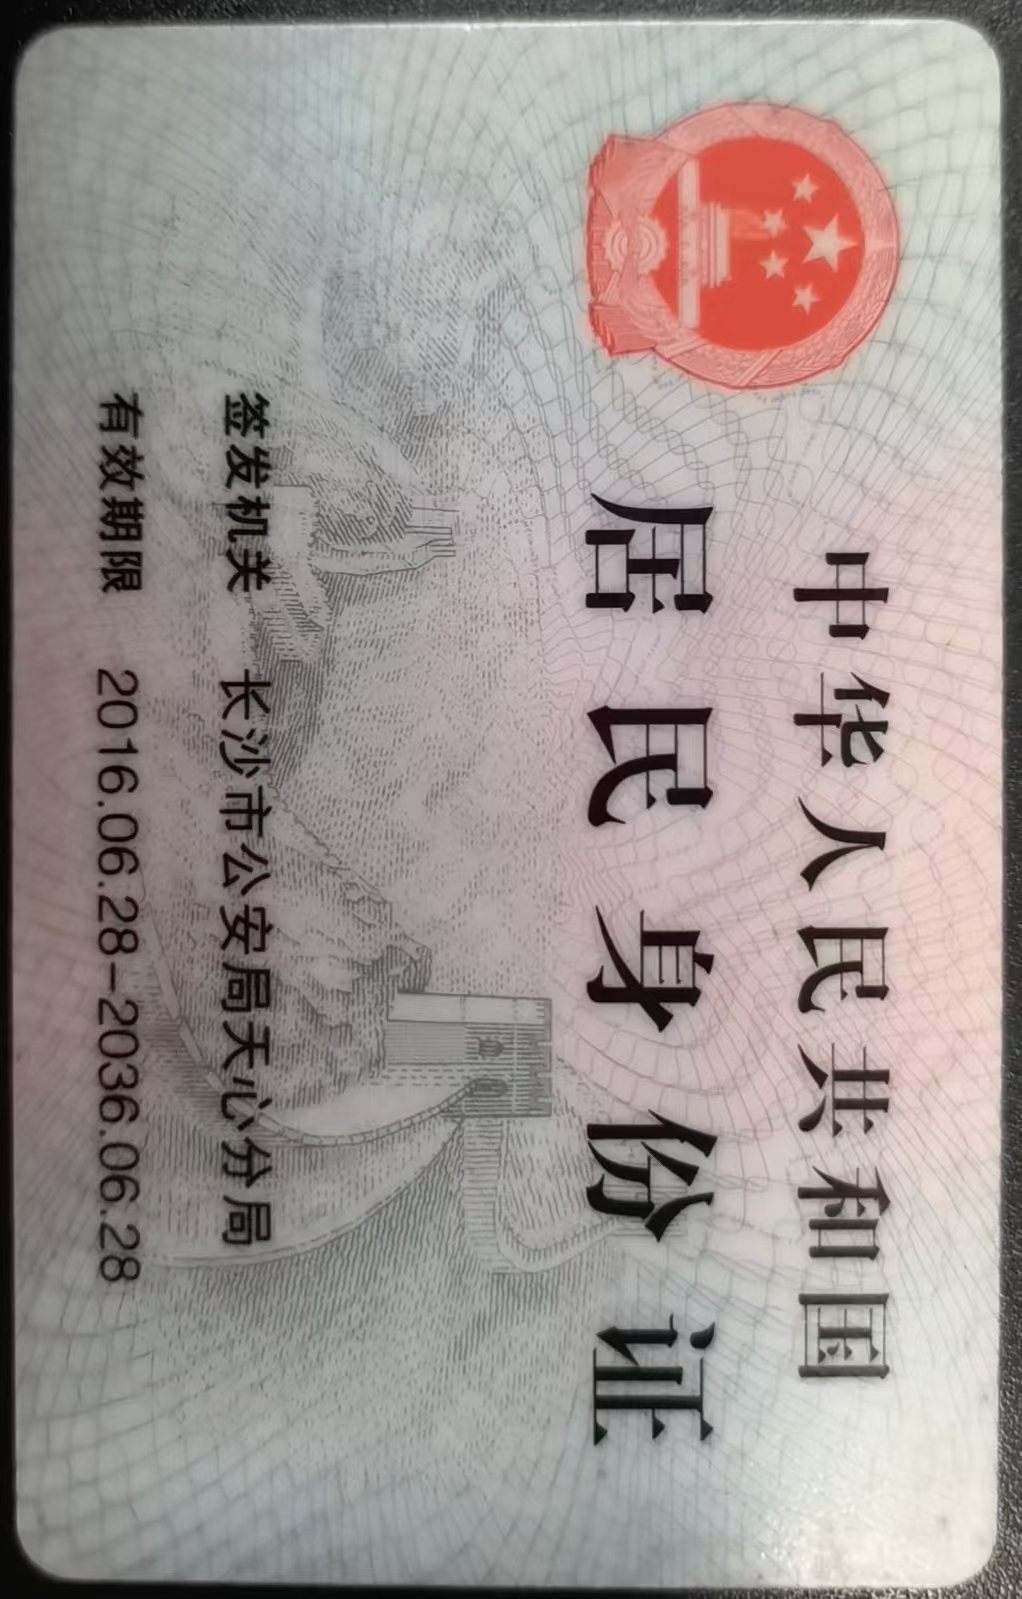 中华人民共和国
居民身份证
签发机关 长沙市公安局天心分局
有效期限 2016.06.28-2036.06.28